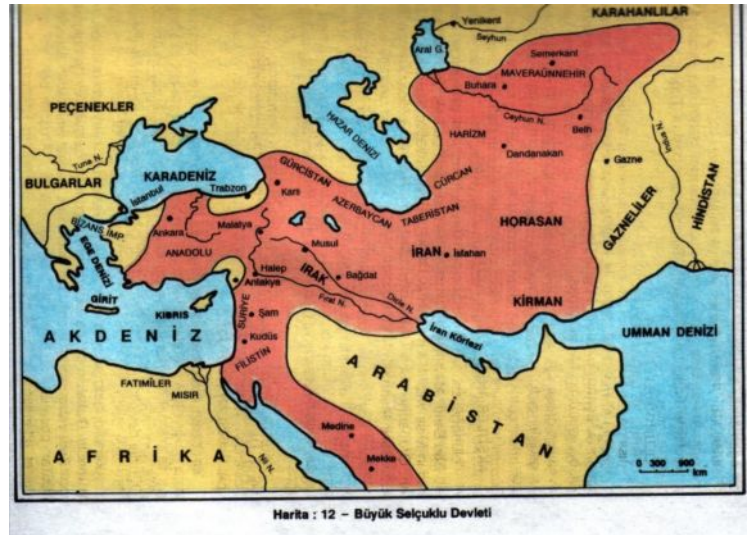 KARAHANLILAR
Yenikent
Seyhun
Aral G.
Semerkant
MAVERAÜNNEHİR
Buhara
PEÇENEKLER
HAZAR DENİZİ
Ceyhun N.
HARİZM
Belh
İndus N.
Tuna N.
KARADENİZ
GÜRCİSTAN
Dandanakan
Gazne
BULGARLAR
İstanbul
Trabzon
Kars
CÜRCAN
AZERBAYCAN
TABERİSTAN
BİZANS İMP.
Ankara
Malatya
HORASAN
GAZNELİLER
HİNDİSTAN
EGE DENİZİ
ANADOLU
Musul
İRAN
İsfahan
Halep
IRAK
Bağdat
Antakya
GİRİT
KIBRIS
Fırat N.
Dicle N.
KİRMAN
SURİYE
Şam
İran Körfezi
AKDENİZ
UMMAN DENİZİ
Kudüs
FİLİSTİN
FATIMİLER
MISIR
ARABİSTAN
Medine
AFRİKA
Nil N.
Mekke
0 300 900
km
Harita : 12 – Büyük Selçuklu Devleti